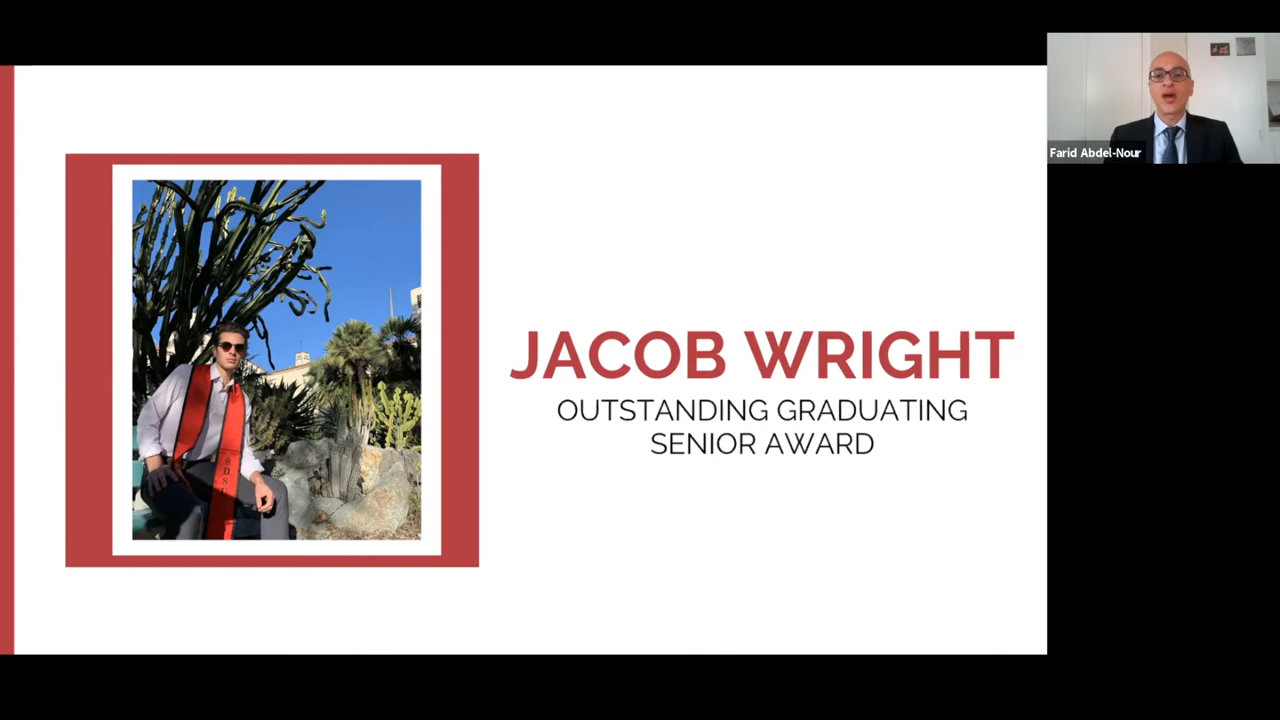 Farid Abdel-Nour
JACOB WRIGHT
OUTSTANDING GRADUATING
SENIOR AWARD
S
D
S